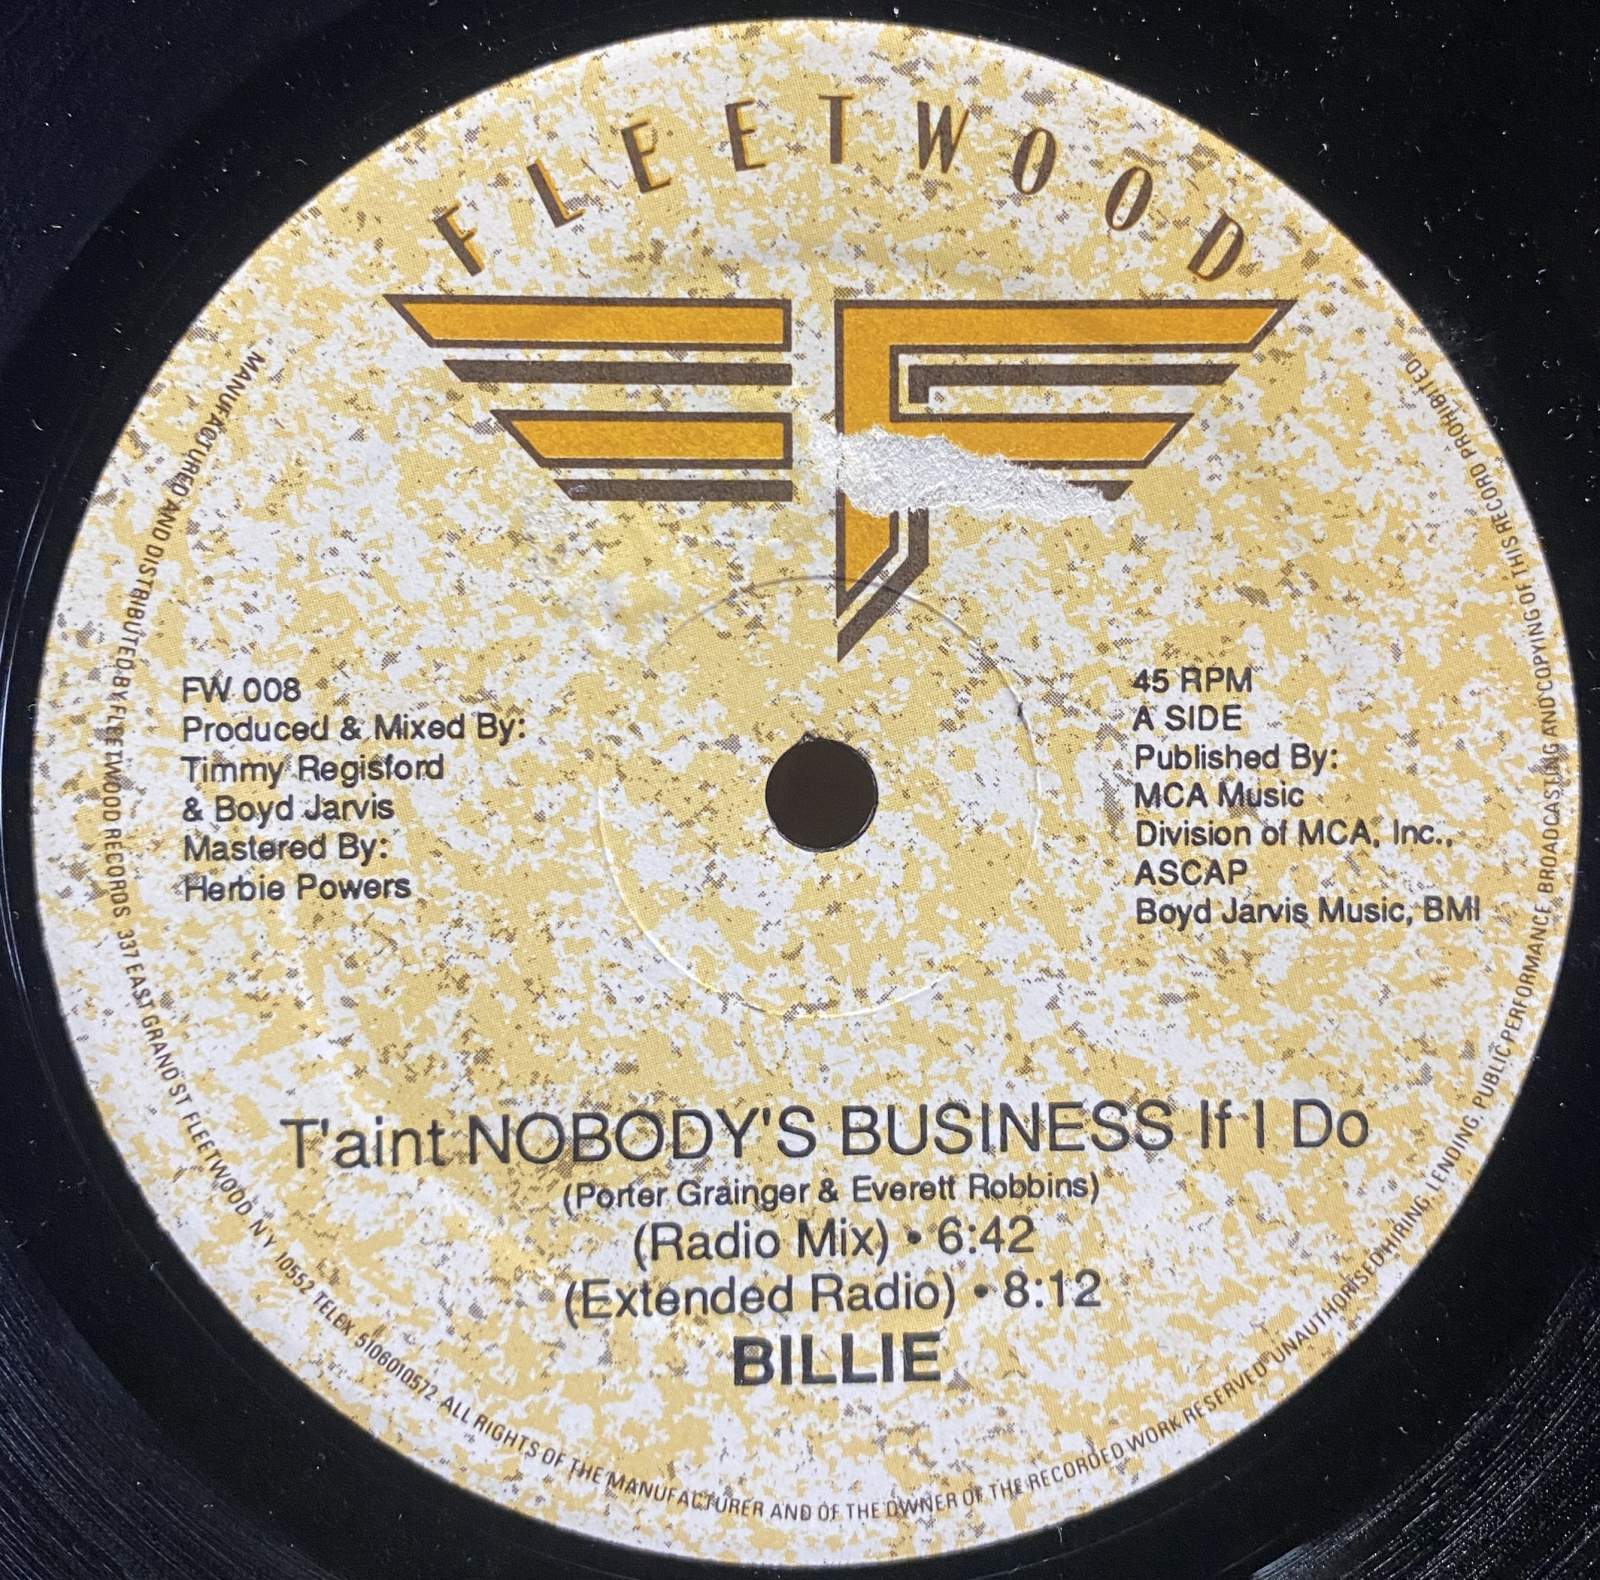 FLEETWOOD
FW 008
Produced & Mixed By:
Timmy Regisford
& Boyd Jarvis
Mastered By:
Herbie Powers
45 RPM
A SIDE
Published By:
MCA Music
Division of MCA, Inc.,
ASCAP
Boyd Jarvis Music, BMI
T'aint NOBODY'S BUSINESS If I Do
(Porter Grainger & Everett Robbins)
(Radio Mix) • 6:42
(Extended Radio) • 8:12
BILLIE
MANUFACTURED AND DISTRIBUTED BY FLEETWOOD RECORDS 337 EAST GRAND ST FLEETWOOD N Y 10552 TELEX 5106010572 ALL RIGHTS OF THE MANUFACTURER AND OF THE OWNER OF THE RECORDED WORK RESERVED UNAUTHORISED HIRING, LENDING, PUBLIC PERFORMANCE, BROADCASTING AND COPYING OF THIS RECORD PROHIBITED.